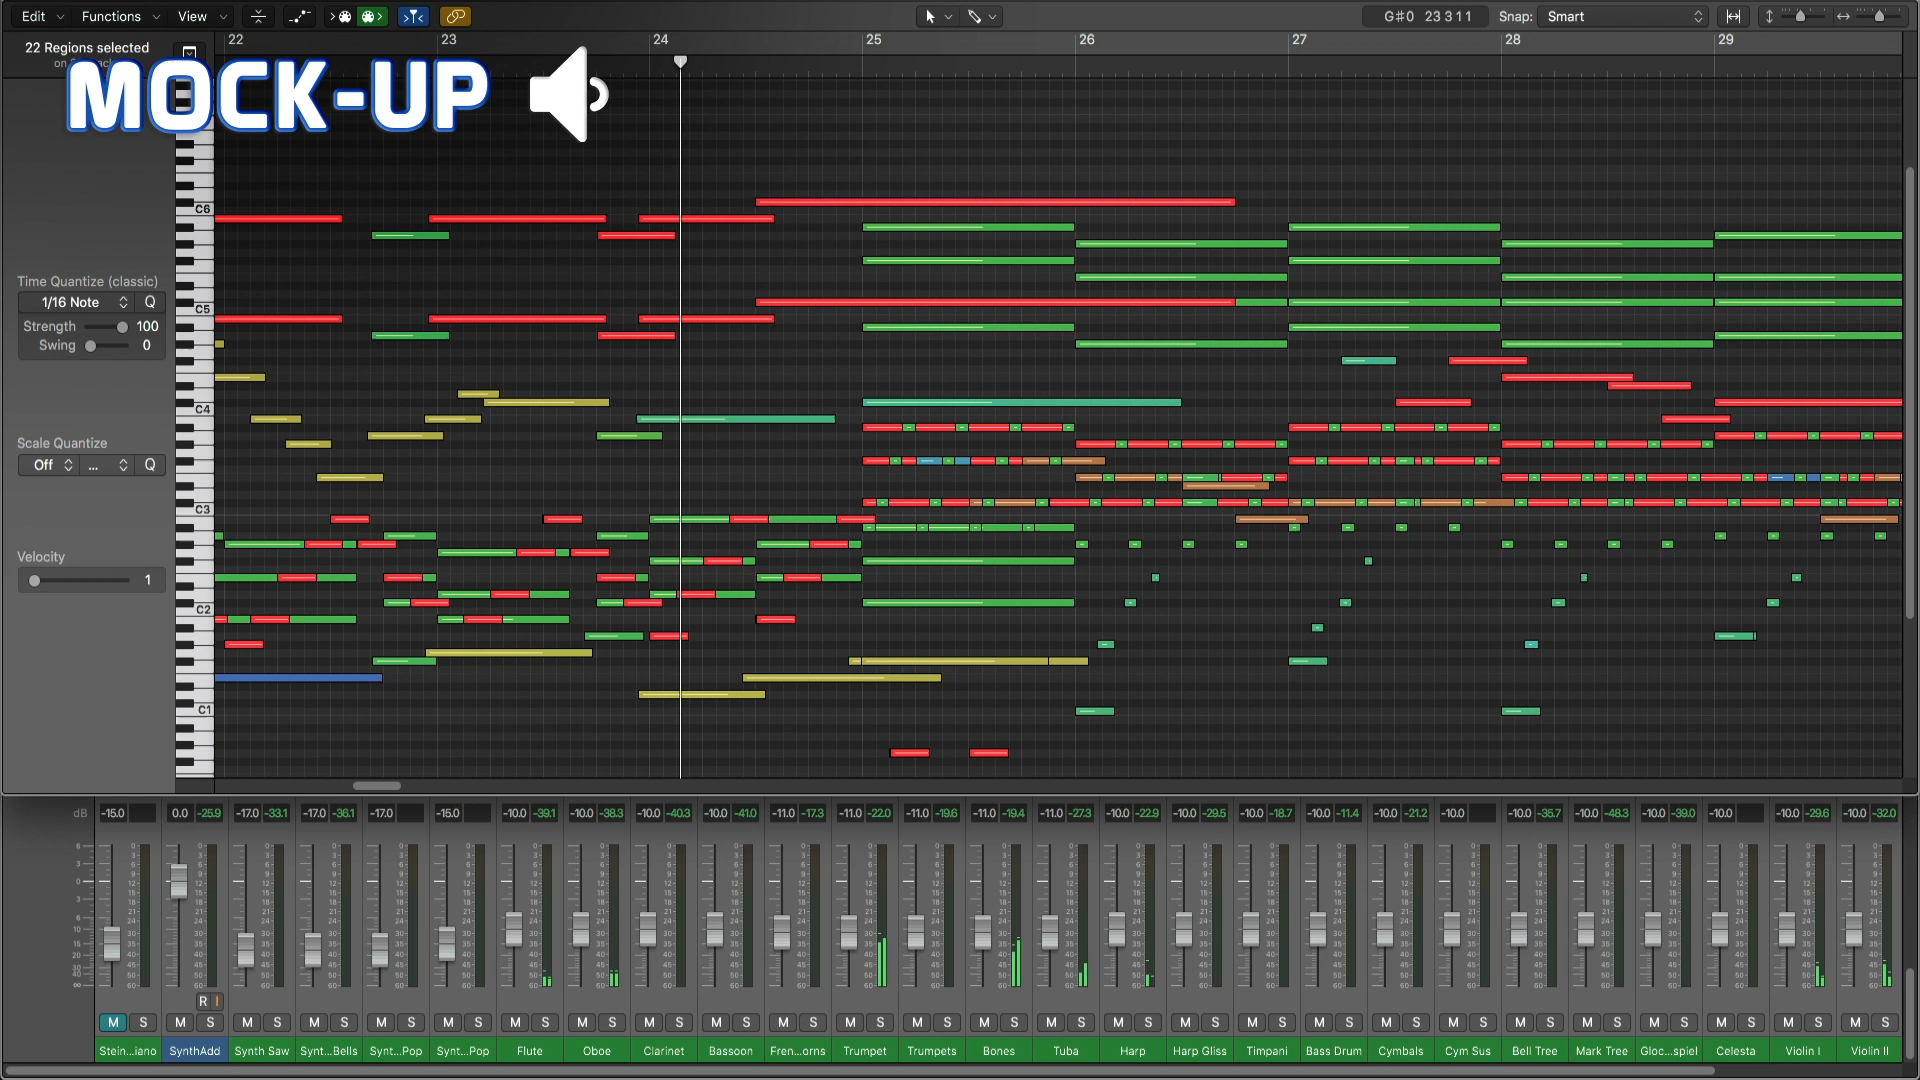 Edit Functions View G♯0 23 3 1 1 Snap: Smart
22 Regions selected
22 23 24 25 26 27 28 29
MOCK-UP
C6
C5
C4
C3
C2
C1
Time Quantize (classic)
1/16 Note Q
Strength 100
Swing 0
Scale Quantize
Off ... Q
Velocity
1
dB -15.0 0.0 -25.9 -17.0 -33.1 -17.0 -36.1 -17.0 -15.0 -10.0 -39.1 -10.0 -38.3 -10.0 -40.3 -10.0 -41.0 -11.0 -17.3 -11.0 -22.0 -11.0 -19.6 -11.0 -19.4 -11.0 -27.3 -10.0 -22.9 -10.0 -29.5 -10.0 -18.7 -10.0 -11.4 -10.0 -21.2 -10.0 -10.0 -35.7 -10.0 -48.3 -10.0 -39.0 -10.0 -10.0 -29.6 -10.0 -32.0
R I
M S M S M S M S M S M S M S M S M S M S M S M S M S M S M S M S M S M S M S M S M S M S M S M S M S M S M S
Stein...iano SynthAdd Synth Saw Synt...Bells Synt...Pop Synt...Pop Flute Oboe Clarinet Bassoon Fren...orns Trumpet Trumpets Bones Tuba Harp Harp Gliss Timpani Bass Drum Cymbals Cym Sus Bell Tree Mark Tree Gloc...spiel Celesta Violin I Violin II